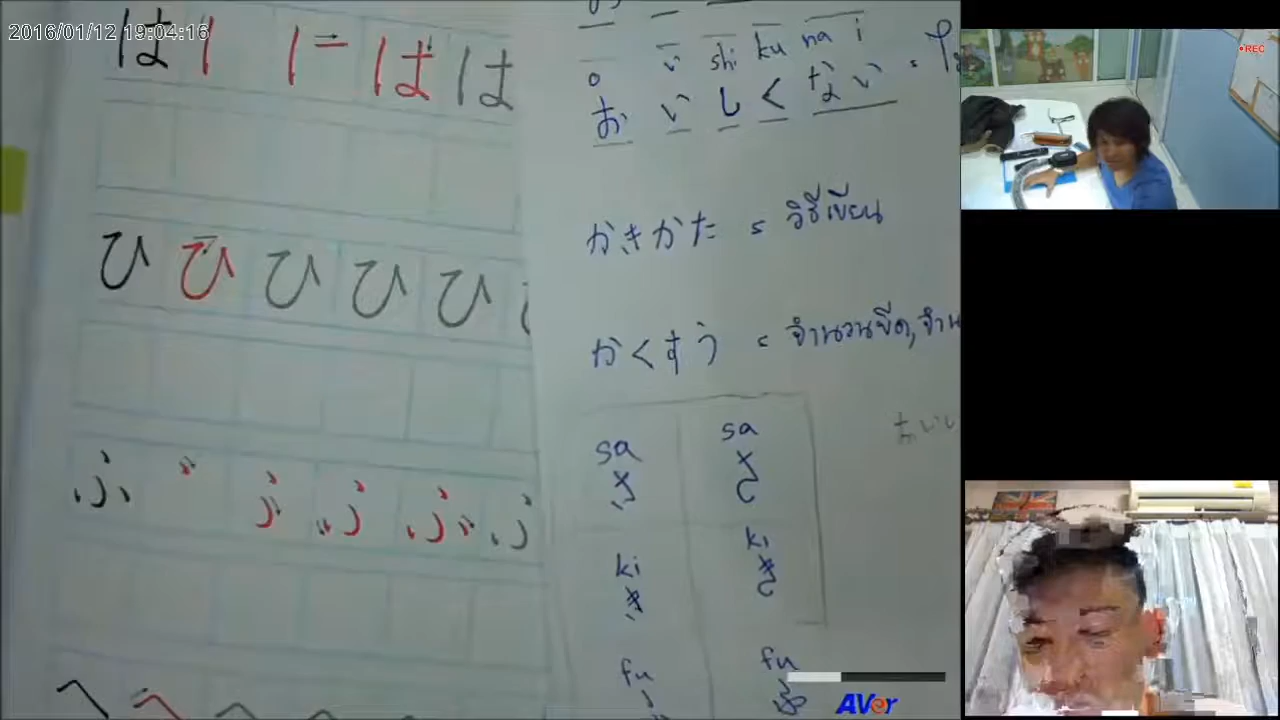 2016/01/12 19:04:16
REC
は は は
ひ ひ ひ ひ ひ
ふ ふ ふ ふ
へ
o i shi ku na i
お い し く な い =
かきかた = วิธีเขียน
かくすう = จำนวนขีด,
sa sa
さ さ
ki ki
き き
fu fu
ふ ふ
AVer